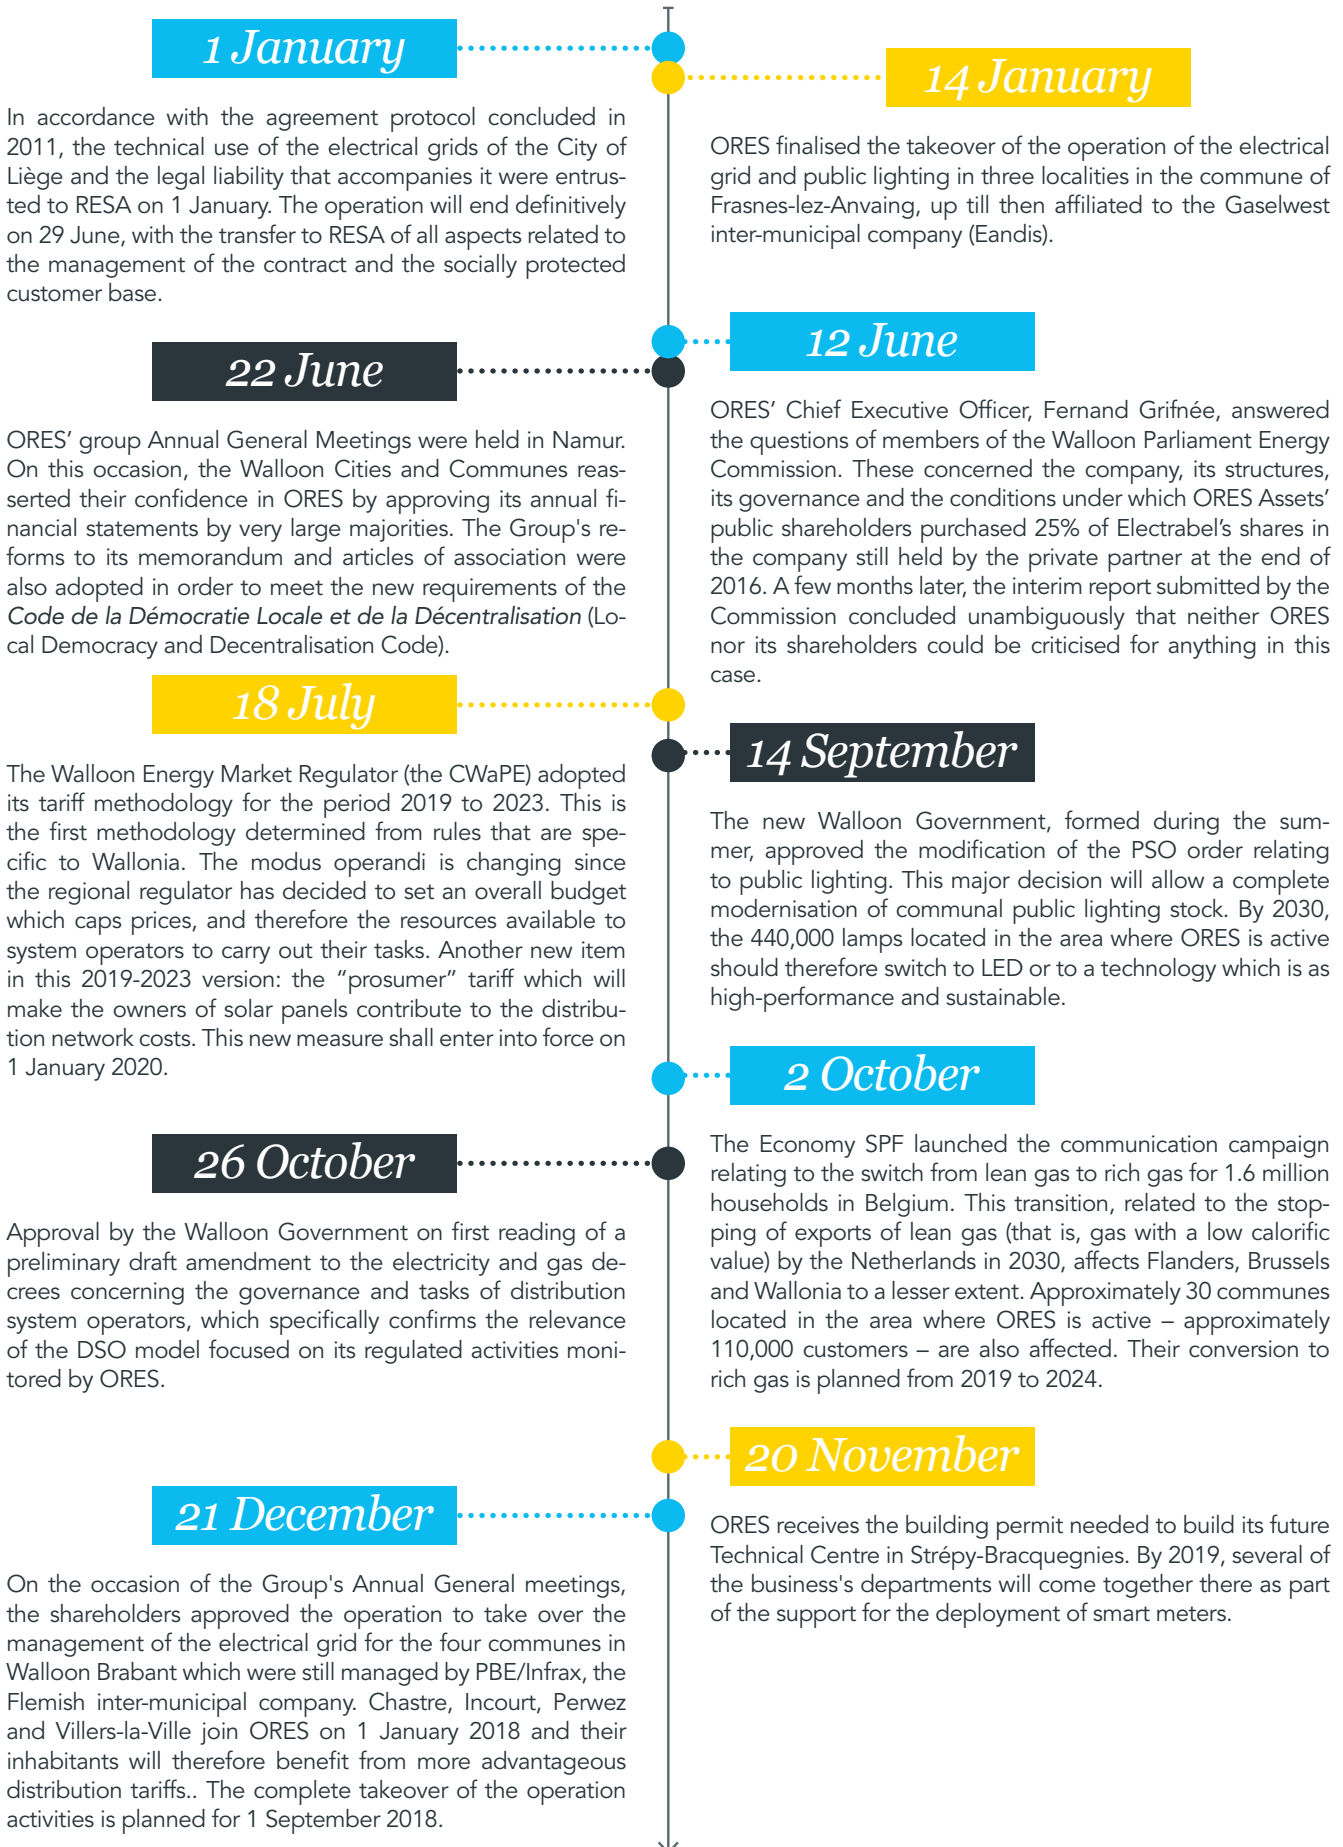 1 January
In accordance with the agreement protocol concluded in
2011, the technical use of the electrical grids of the City of
Liège and the legal liability that accompanies it were entrus-
ted to RESA on 1 January. The operation will end definitively
on 29 June, with the transfer to RESA of all aspects related to
the management of the contract and the socially protected
customer base.
14 January
ORES finalised the takeover of the operation of the electrical
grid and public lighting in three localities in the commune of
Frasnes-lez-Anvaing, up till then affiliated to the Gaselwest
inter-municipal company (Eandis).
12 June
ORES’ Chief Executive Officer, Fernand Grifnée, answered
the questions of members of the Walloon Parliament Energy
Commission. These concerned the company, its structures,
its governance and the conditions under which ORES Assets’
public shareholders purchased 25% of Electrabel’s shares in
the company still held by the private partner at the end of
2016. A few months later, the interim report submitted by the
Commission concluded unambiguously that neither ORES
nor its shareholders could be criticised for anything in this
case.
22 June
ORES’ group Annual General Meetings were held in Namur.
On this occasion, the Walloon Cities and Communes reas-
serted their confidence in ORES by approving its annual fi-
nancial statements by very large majorities. The Group's re-
forms to its memorandum and articles of association were
also adopted in order to meet the new requirements of the
Code de la Démocratie Locale et de la Décentralisation (Lo-
cal Democracy and Decentralisation Code).
18 July
The Walloon Energy Market Regulator (the CWaPE) adopted
its tariff methodology for the period 2019 to 2023. This is
the first methodology determined from rules that are spe-
cific to Wallonia. The modus operandi is changing since
the regional regulator has decided to set an overall budget
which caps prices, and therefore the resources available to
system operators to carry out their tasks. Another new item
in this 2019-2023 version: the “prosumer” tariff which will
make the owners of solar panels contribute to the distribu-
tion network costs. This new measure shall enter into force on
1 January 2020.
14 September
The new Walloon Government, formed during the sum-
mer, approved the modification of the PSO order relating
to public lighting. This major decision will allow a complete
modernisation of communal public lighting stock. By 2030,
the 440,000 lamps located in the area where ORES is active
should therefore switch to LED or to a technology which is as
high-performance and sustainable.
2 October
The Economy SPF launched the communication campaign
relating to the switch from lean gas to rich gas for 1.6 million
households in Belgium. This transition, related to the stop-
ping of exports of lean gas (that is, gas with a low calorific
value) by the Netherlands in 2030, affects Flanders, Brussels
and Wallonia to a lesser extent. Approximately 30 communes
located in the area where ORES is active – approximately
110,000 customers – are also affected. Their conversion to
rich gas is planned from 2019 to 2024.
26 October
Approval by the Walloon Government on first reading of a
preliminary draft amendment to the electricity and gas de-
crees concerning the governance and tasks of distribution
system operators, which specifically confirms the relevance
of the DSO model focused on its regulated activities moni-
tored by ORES.
20 November
ORES receives the building permit needed to build its future
Technical Centre in Strépy-Bracquegnies. By 2019, several of
the business's departments will come together there as part
of the support for the deployment of smart meters.
21 December
On the occasion of the Group's Annual General meetings,
the shareholders approved the operation to take over the
management of the electrical grid for the four communes in
Walloon Brabant which were still managed by PBE/Infrax, the
Flemish inter-municipal company. Chastre, Incourt, Perwez
and Villers-la-Ville join ORES on 1 January 2018 and their
inhabitants will therefore benefit from more advantageous
distribution tariffs.. The complete takeover of the operation
activities is planned for 1 September 2018.